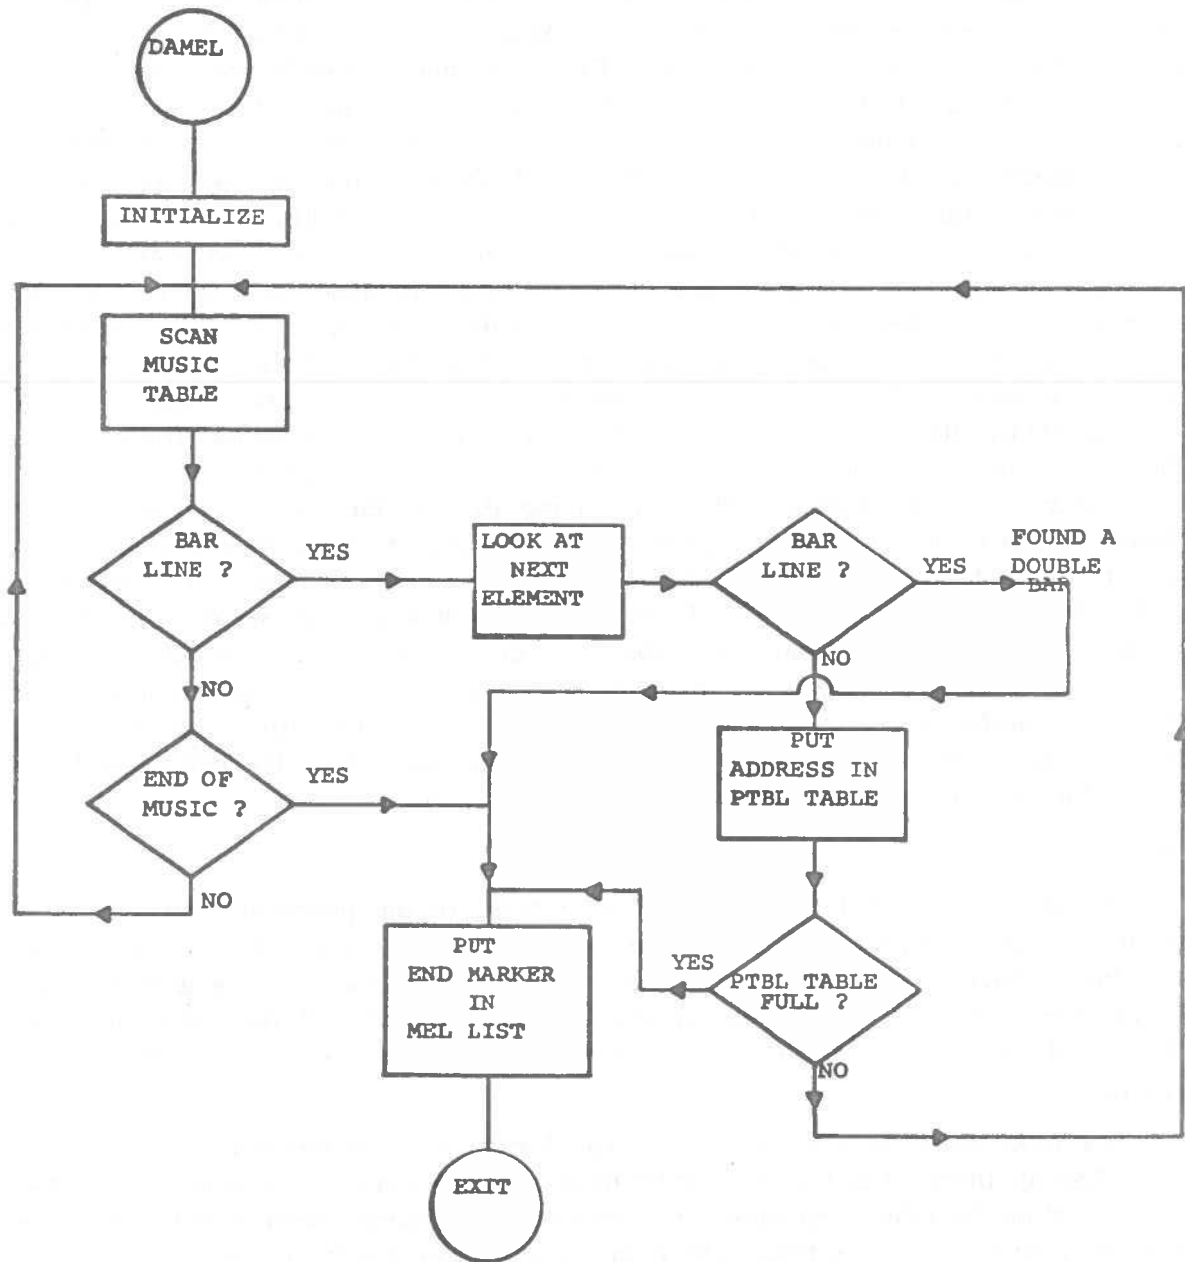 DAMEL
INITIALIZE
SCAN
MUSIC
TABLE
BAR
LINE ?
YES
LOOK AT
NEXT
ELEMENT
BAR
LINE ?
YES
FOUND A
DOUBLE
BAR
NO
NO
END OF
MUSIC ?
YES
PUT
ADDRESS IN
PTBL TABLE
NO
PUT
END MARKER
IN
MEL LIST
YES
PTBL TABLE
FULL ?
NO
EXIT